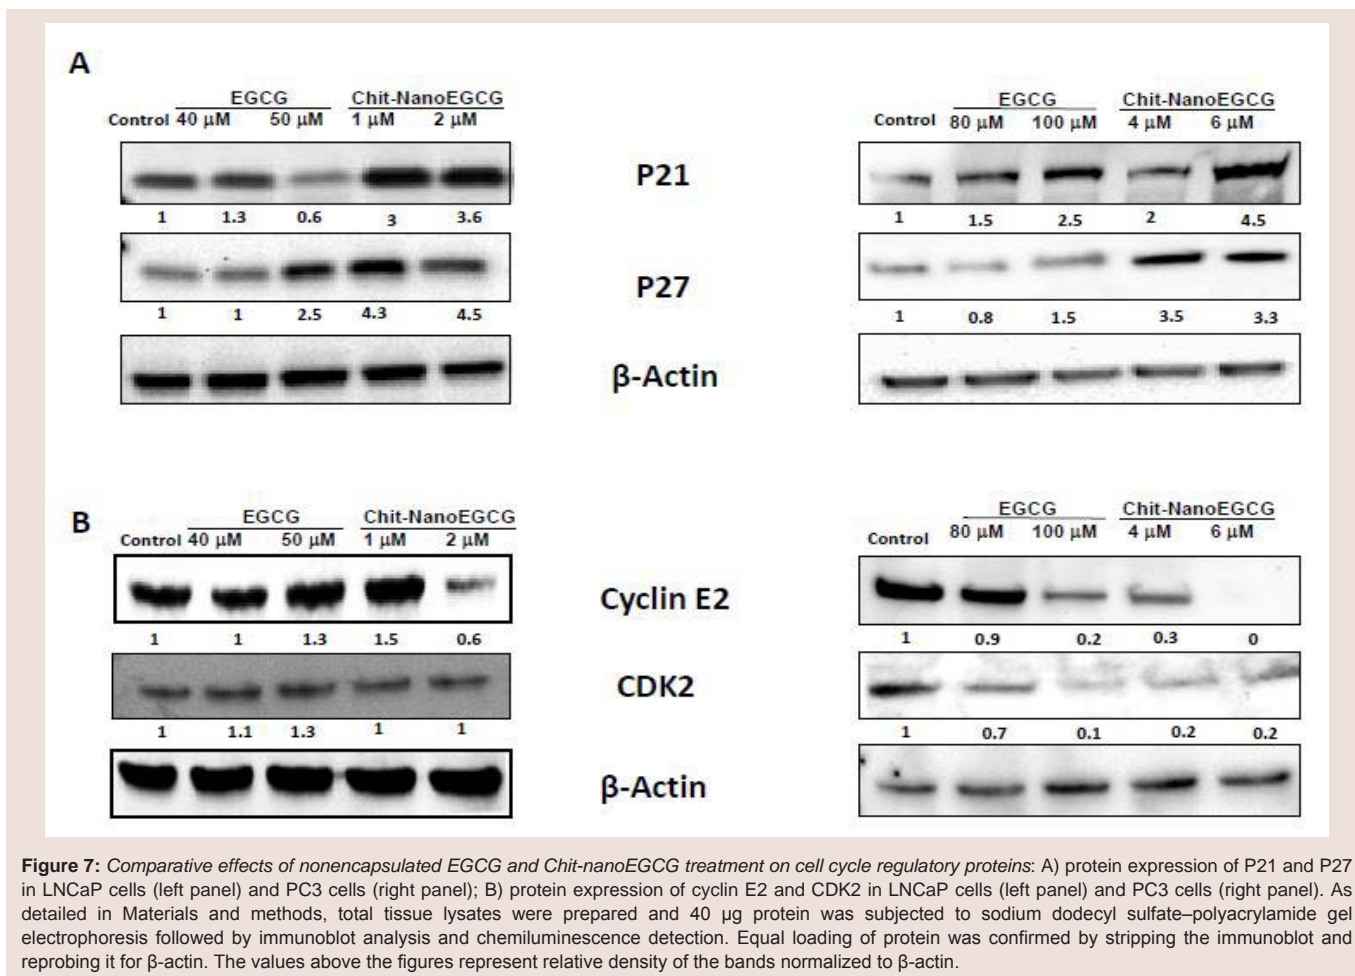 A
EGCG Chit-NanoEGCG
Control 40 µM 50 µM 1 µM 2 µM
EGCG Chit-NanoEGCG
Control 80 µM 100 µM 4 µM 6 µM
P21
1 1.3 0.6 3 3.6
1 1.5 2.5 2 4.5
P27
1 1 2.5 4.3 4.5
1 0.8 1.5 3.5 3.3
β-Actin
B
EGCG Chit-NanoEGCG
Control 40 µM 50 µM 1 µM 2 µM
EGCG Chit-NanoEGCG
Control 80 µM 100 µM 4 µM 6 µM
Cyclin E2
1 1 1.3 1.5 0.6
1 0.9 0.2 0.3 0
CDK2
1 1.1 1.3 1 1
1 0.7 0.1 0.2 0.2
β-Actin
Figure 7: Comparative effects of nonencapsulated EGCG and Chit-nanoEGCG treatment on cell cycle regulatory proteins: A) protein expression of P21 and P27
in LNCaP cells (left panel) and PC3 cells (right panel); B) protein expression of cyclin E2 and CDK2 in LNCaP cells (left panel) and PC3 cells (right panel). As
detailed in Materials and methods, total tissue lysates were prepared and 40 µg protein was subjected to sodium dodecyl sulfate–polyacrylamide gel
electrophoresis followed by immunoblot analysis and chemiluminescence detection. Equal loading of protein was confirmed by stripping the immunoblot and
reprobing it for β-actin. The values above the figures represent relative density of the bands normalized to β-actin.